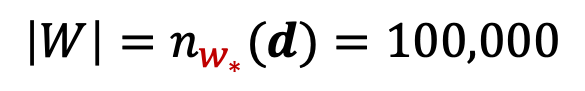 |W| = n_{w_*}(d) = 100,000